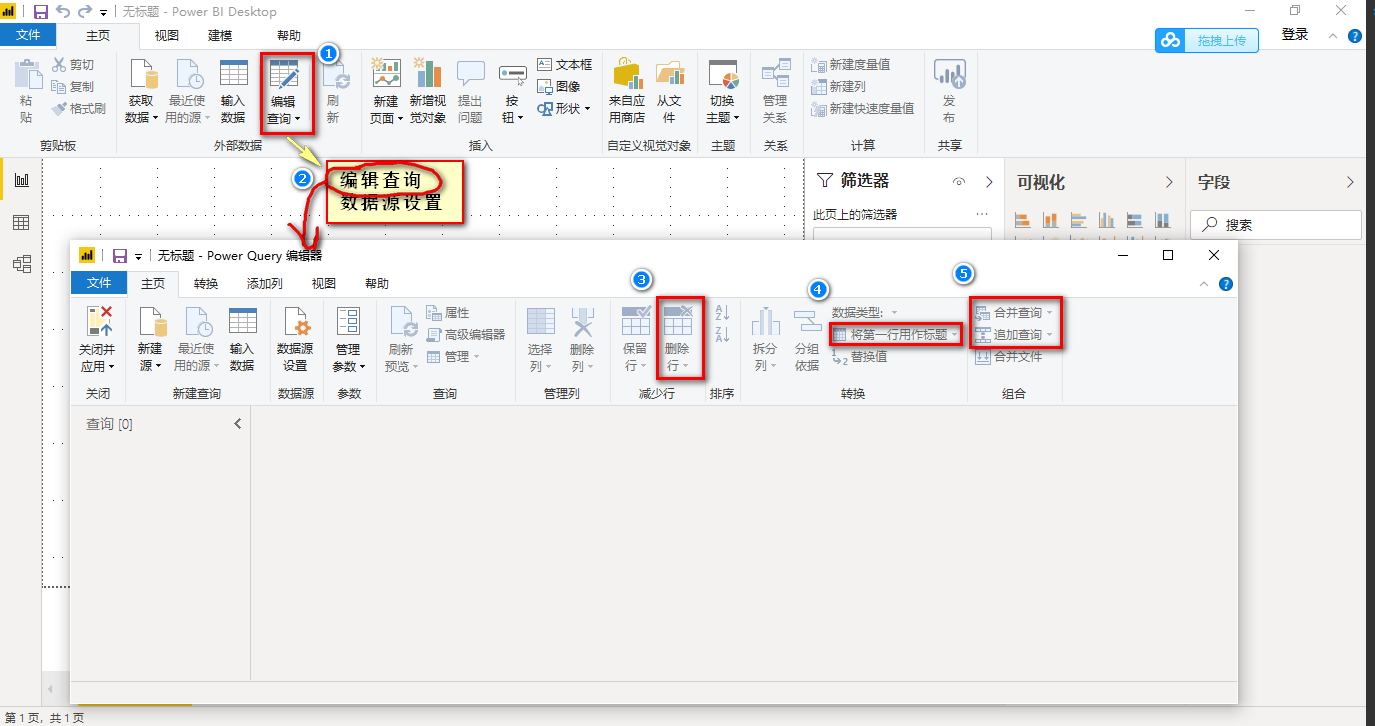 无标题 - Power BI Desktop
文件 主页 视图 建模 帮助
拖拽上传 登录
粘贴 剪切 复制 格式刷
获取数据 最近使用的源 输入数据 编辑查询 刷新
新建页面 新增视觉对象 提出问题 按钮 文本框 图像 形状
来自应用商店 从文件 切换主题 管理关系
新建度量值 新建列 新建快速度量值 发布
剪贴板 外部数据 插入 自定义视觉对象 主题 关系 计算 共享
1
2
编辑查询
数据源设置
筛选器
此页上的筛选器 ...
可视化
字段
搜索
无标题 - Power Query 编辑器
3
4
5
文件 主页 转换 添加列 视图 帮助
关闭并应用 新建源 最近使用的源 输入数据 数据源设置 管理参数 刷新预览
属性
高级编辑器
管理
选择列 删除列 保留行 删除行
拆分列 分组依据
数据类型:
将第一行用作标题
替换值
合并查询
追加查询
合并文件
关闭 新建查询 数据源 参数 查询 管理列 减少行 排序 转换 组合
查询 [0]
第 1 页, 共 1 页